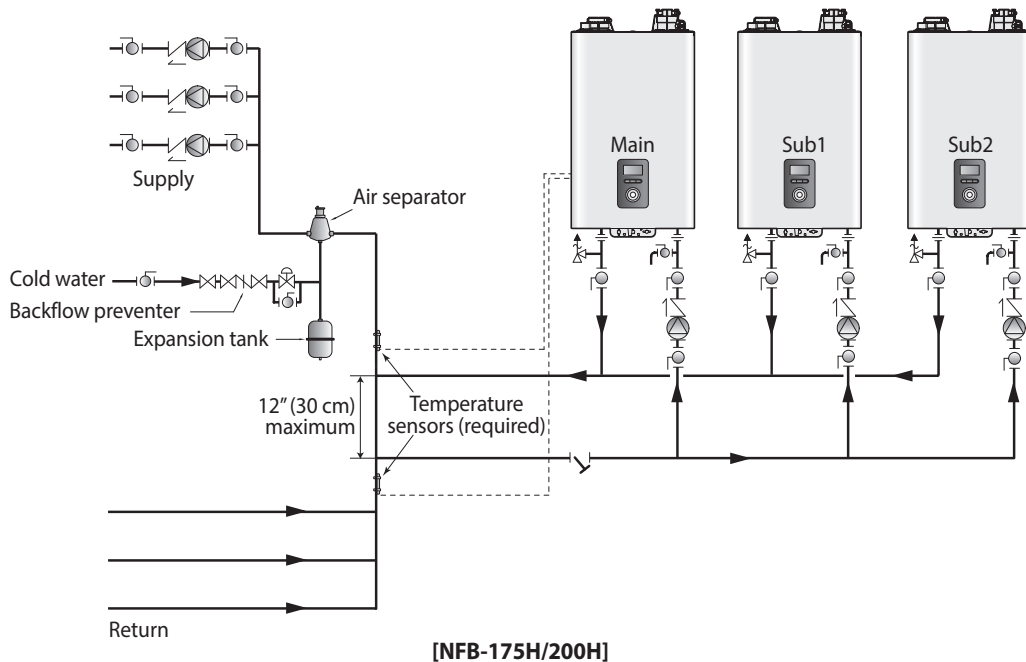 Main
Sub1
Sub2
Supply
Air separator
Cold water
Backflow preventer
Expansion tank
12″ (30 cm)
maximum
Temperature
sensors (required)
Return
[NFB-175H/200H]